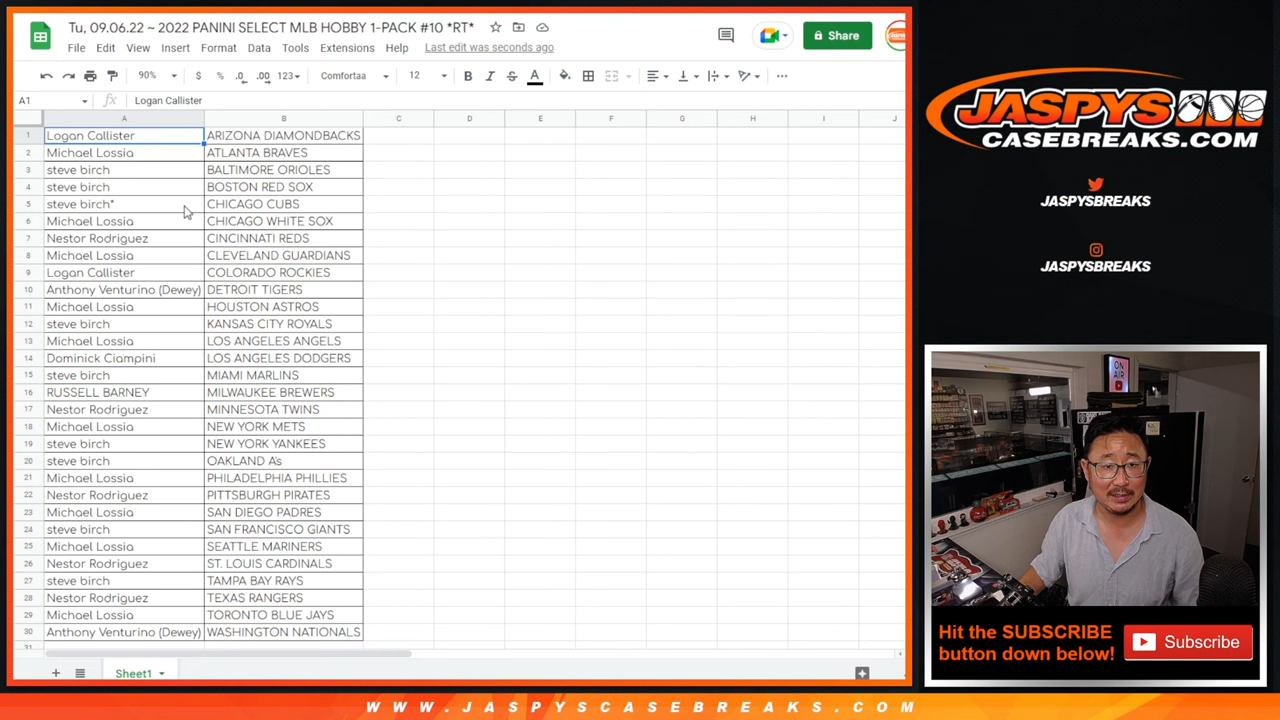 Tu, 09.06.22 ~ 2022 PANINI SELECT MLB HOBBY 1-PACK #10 *RT*
File Edit View Insert Format Data Tools Extensions Help Last edit was seconds ago
Share
90% $ % .0 .00 123 Comfortaa 12 B I S A
A1 fx Logan Callister
A B C D E F G H I J
1 Logan Callister ARIZONA DIAMONDBACKS
2 Michael Lossia ATLANTA BRAVES
3 steve birch BALTIMORE ORIOLES
4 steve birch BOSTON RED SOX
5 steve birch* CHICAGO CUBS
6 Michael Lossia CHICAGO WHITE SOX
7 Nestor Rodriguez CINCINNATI REDS
8 Michael Lossia CLEVELAND GUARDIANS
9 Logan Callister COLORADO ROCKIES
10 Anthony Venturino (Dewey) DETROIT TIGERS
11 Michael Lossia HOUSTON ASTROS
12 steve birch KANSAS CITY ROYALS
13 Michael Lossia LOS ANGELES ANGELS
14 Dominick Ciampini LOS ANGELES DODGERS
15 steve birch MIAMI MARLINS
16 RUSSELL BARNEY MILWAUKEE BREWERS
17 Nestor Rodriguez MINNESOTA TWINS
18 Michael Lossia NEW YORK METS
19 steve birch NEW YORK YANKEES
20 steve birch OAKLAND A's
21 Michael Lossia PHILADELPHIA PHILLIES
22 Nestor Rodriguez PITTSBURGH PIRATES
23 Michael Lossia SAN DIEGO PADRES
24 steve birch SAN FRANCISCO GIANTS
25 Michael Lossia SEATTLE MARINERS
26 Nestor Rodriguez ST. LOUIS CARDINALS
27 steve birch TAMPA BAY RAYS
28 Nestor Rodriguez TEXAS RANGERS
29 Michael Lossia TORONTO BLUE JAYS
30 Anthony Venturino (Dewey) WASHINGTON NATIONALS
31
Sheet1
JASPYS
CASEBREAKS.COM
JASPYSBREAKS
JASPYSBREAKS
ON
AIR
Hit the SUBSCRIBE
button down below!
Subscribe
WWW.JASPYSCASEBREAKS.COM